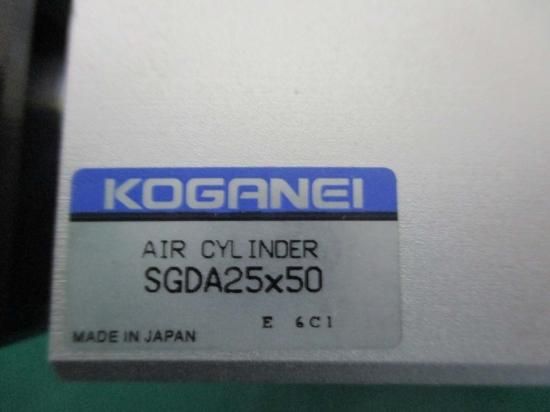 KOGANEI
AIR CYLINDER
SGDA25x50
E 6C1
MADE IN JAPAN